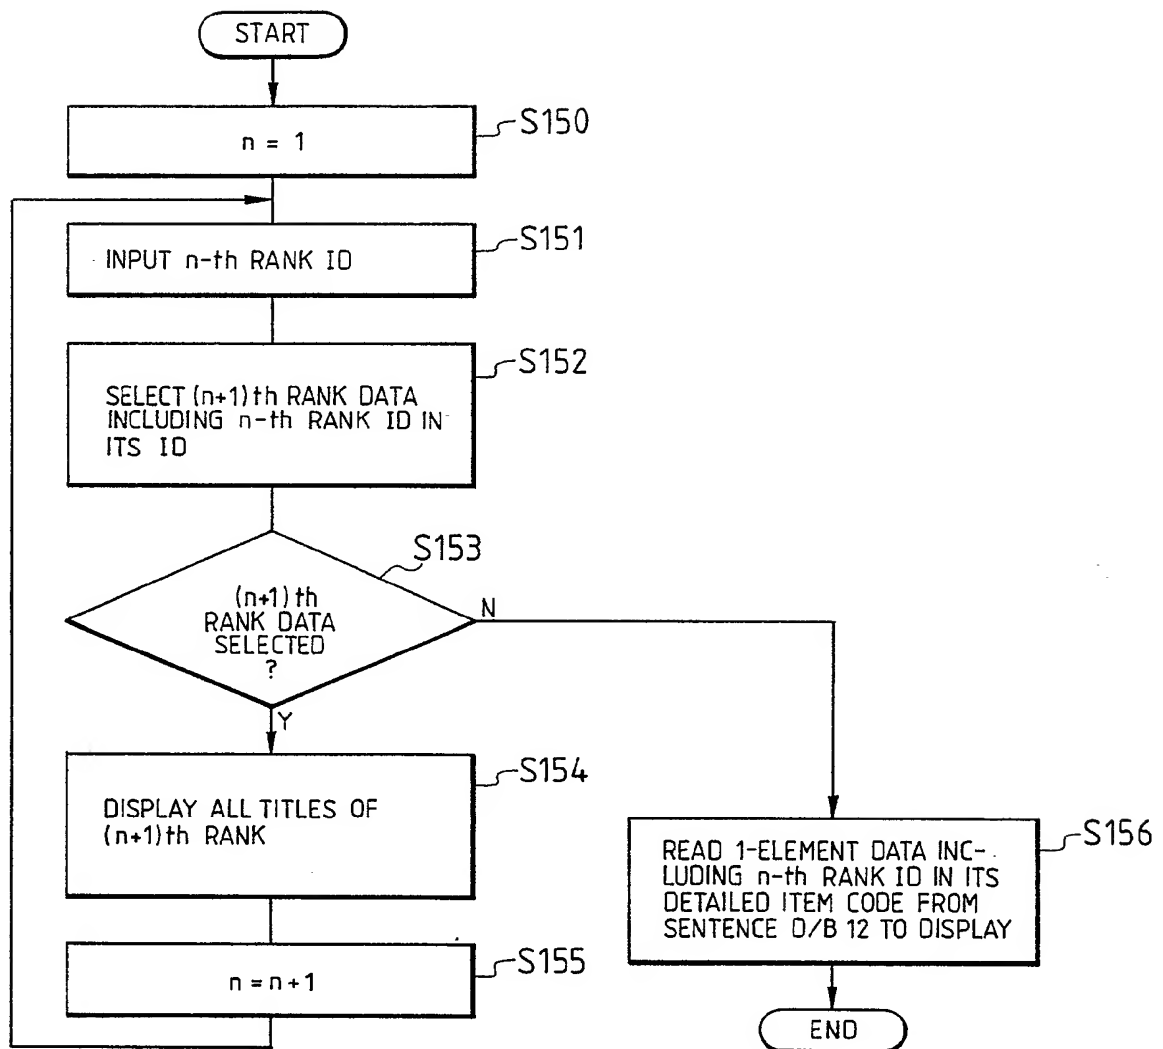 START
n = 1
S150
INPUT n-th RANK ID
S151
SELECT (n+1)th RANK DATA
INCLUDING n-th RANK ID IN
ITS ID
S152
(n+1)th
RANK DATA
SELECTED
?
S153
N
Y
DISPLAY ALL TITLES OF
(n+1)th RANK
S154
n = n+1
S155
READ 1-ELEMENT DATA INC-
LUDING n-th RANK ID IN ITS
DETAILED ITEM CODE FROM
SENTENCE D/B 12 TO DISPLAY
S156
END